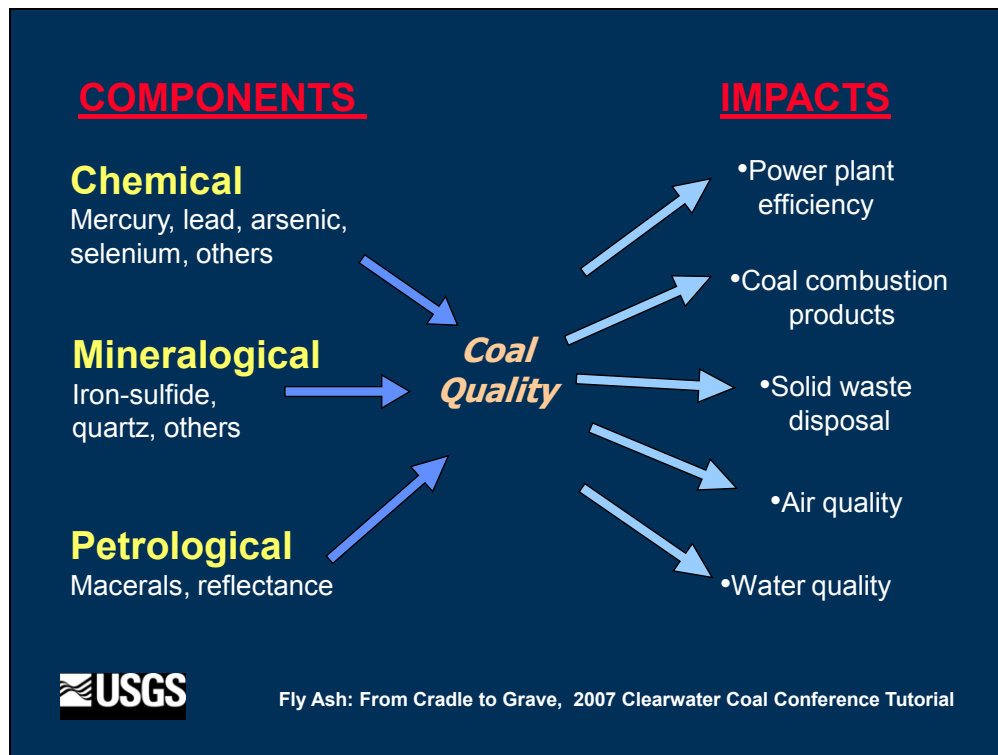 COMPONENTS
IMPACTS
Chemical
Mercury, lead, arsenic,
selenium, others
Mineralogical
Iron-sulfide,
quartz, others
Petrological
Macerals, reflectance
Coal
Quality
•Power plant
efficiency
•Coal combustion
products
•Solid waste
disposal
•Air quality
•Water quality
USGS
Fly Ash: From Cradle to Grave, 2007 Clearwater Coal Conference Tutorial